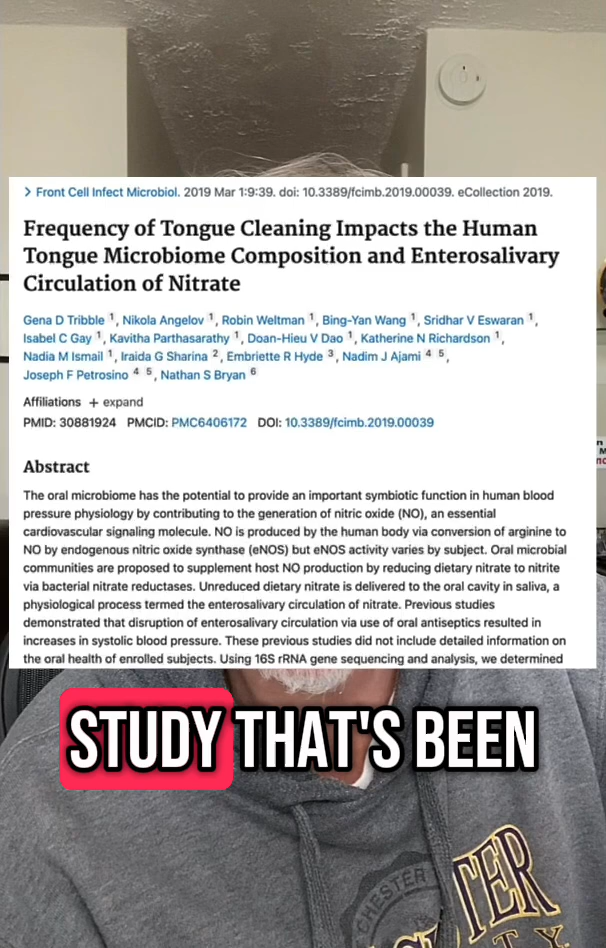 > Front Cell Infect Microbiol. 2019 Mar 1:9:39. doi: 10.3389/fcimb.2019.00039. eCollection 2019.
Frequency of Tongue Cleaning Impacts the Human
Tongue Microbiome Composition and Enterosalivary
Circulation of Nitrate
Gena D Tribble 1, Nikola Angelov 1, Robin Weltman 1, Bing-Yan Wang 1, Sridhar V Eswaran 1,
Isabel C Gay 1, Kavitha Parthasarathy 1, Doan-Hieu V Dao 1, Katherine N Richardson 1,
Nadia M Ismail 1, Iraida G Sharina 2, Embriette R Hyde 3, Nadim J Ajami 4 5,
Joseph F Petrosino 4 5, Nathan S Bryan 6
Affiliations + expand
PMID: 30881924 PMCID: PMC6406172 DOI: 10.3389/fcimb.2019.00039
Abstract
The oral microbiome has the potential to provide an important symbiotic function in human blood
pressure physiology by contributing to the generation of nitric oxide (NO), an essential
cardiovascular signaling molecule. NO is produced by the human body via conversion of arginine to
NO by endogenous nitric oxide synthase (eNOS) but eNOS activity varies by subject. Oral microbial
communities are proposed to supplement host NO production by reducing dietary nitrate to nitrite
via bacterial nitrate reductases. Unreduced dietary nitrate is delivered to the oral cavity in saliva, a
physiological process termed the enterosalivary circulation of nitrate. Previous studies
demonstrated that disruption of enterosalivary circulation via use of oral antiseptics resulted in
increases in systolic blood pressure. These previous studies did not include detailed information on
the oral health of enrolled subjects. Using 16S rRNA gene sequencing and analysis, we determined
STUDY THAT'S BEEN
CHESTER
TER